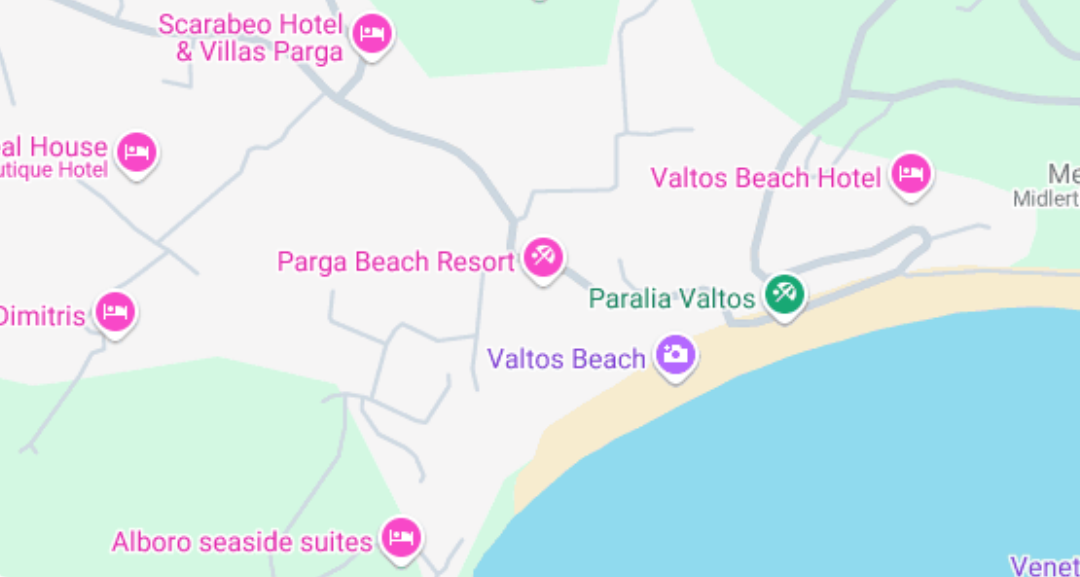 Scarabeo Hotel
& Villas Parga
al House
utique Hotel
Valtos Beach Hotel
Me
Midlert
Parga Beach Resort
Paralia Valtos
Dimitris
Valtos Beach
Alboro seaside suites
Venet